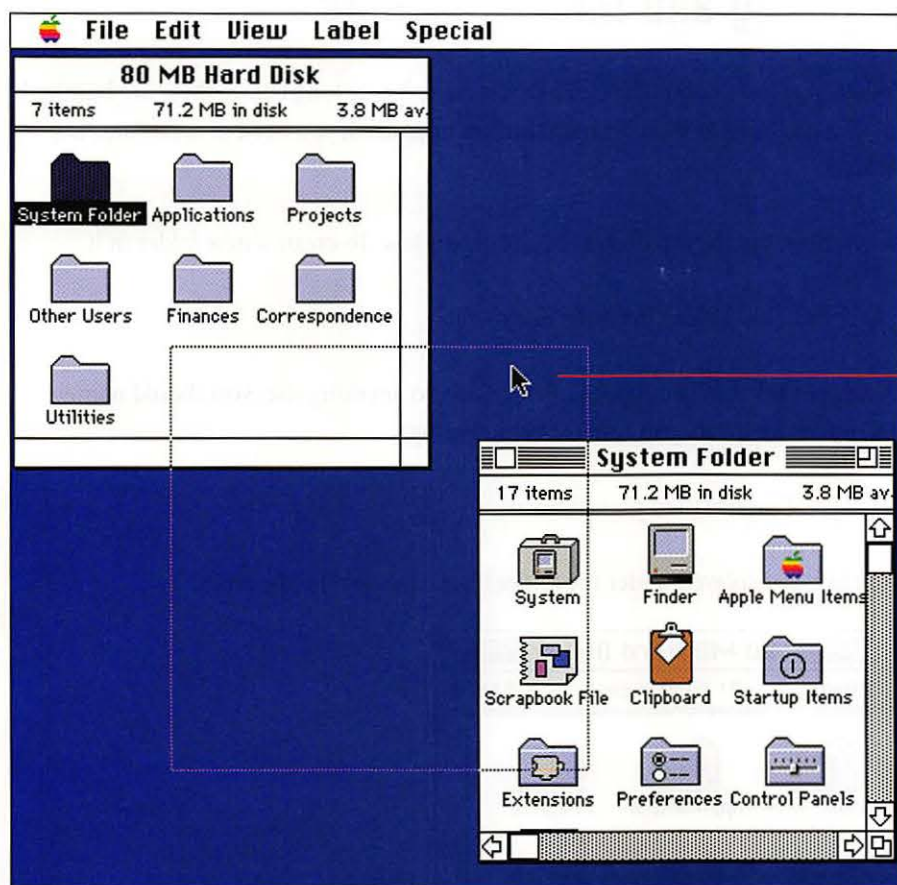 File Edit View Label Special
80 MB Hard Disk
7 items 71.2 MB in disk 3.8 MB av
System Folder Applications Projects
Other Users Finances Correspondence
Utilities
System Folder
17 items 71.2 MB in disk 3.8 MB av
System Finder Apple Menu Items
Scrapbook File Clipboard Startup Items
Extensions Preferences Control Panels